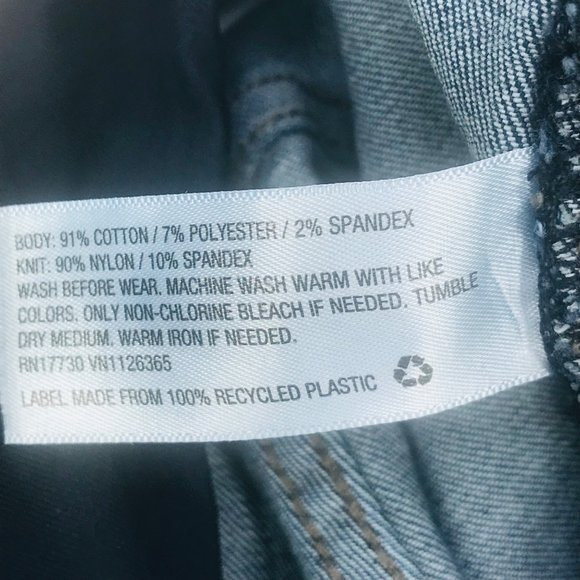 BODY: 91% COTTON / 7% POLYESTER / 2% SPANDEX
KNIT: 90% NYLON / 10% SPANDEX
WASH BEFORE WEAR. MACHINE WASH WARM WITH LIKE
COLORS. ONLY NON-CHLORINE BLEACH IF NEEDED. TUMBLE
DRY MEDIUM. WARM IRON IF NEEDED.
RN17730 VN1126365
LABEL MADE FROM 100% RECYCLED PLASTIC